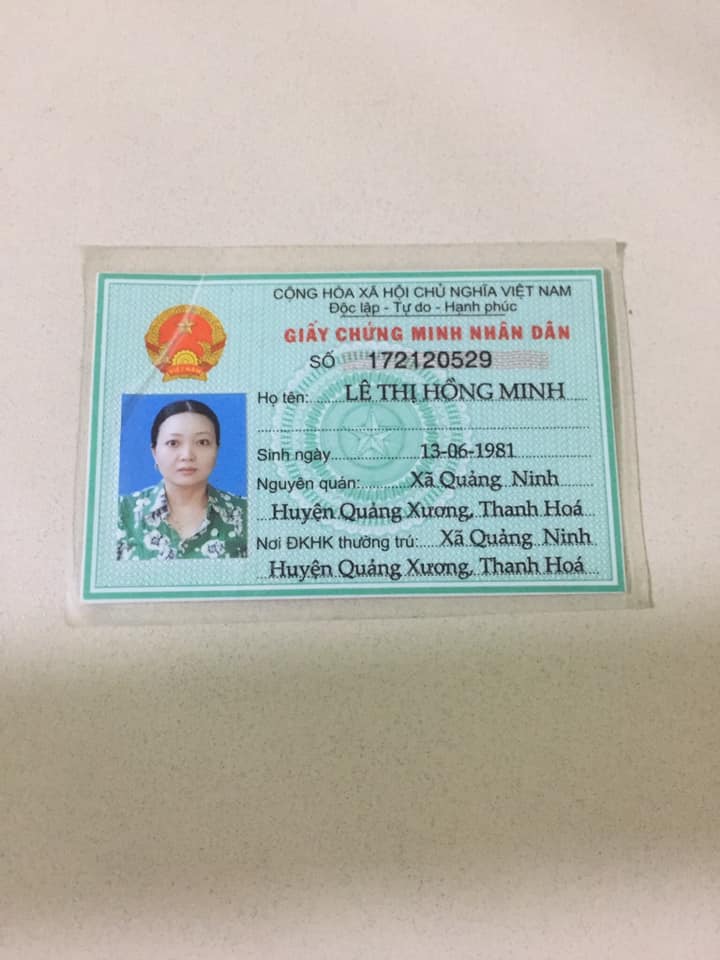 CỘNG HÒA XÃ HỘI CHỦ NGHĨA VIỆT NAM
Độc lập - Tự do - Hạnh phúc
GIẤY CHỨNG MINH NHÂN DÂN
SỐ 172120529
Họ tên: LÊ THỊ HỒNG MINH
Sinh ngày 13-06-1981
Nguyên quán: Xã Quảng Ninh
Huyện Quảng Xương, Thanh Hoá
Nơi ĐKHK thường trú: Xã Quảng Ninh
Huyện Quảng Xương, Thanh Hoá
VIỆT NAM